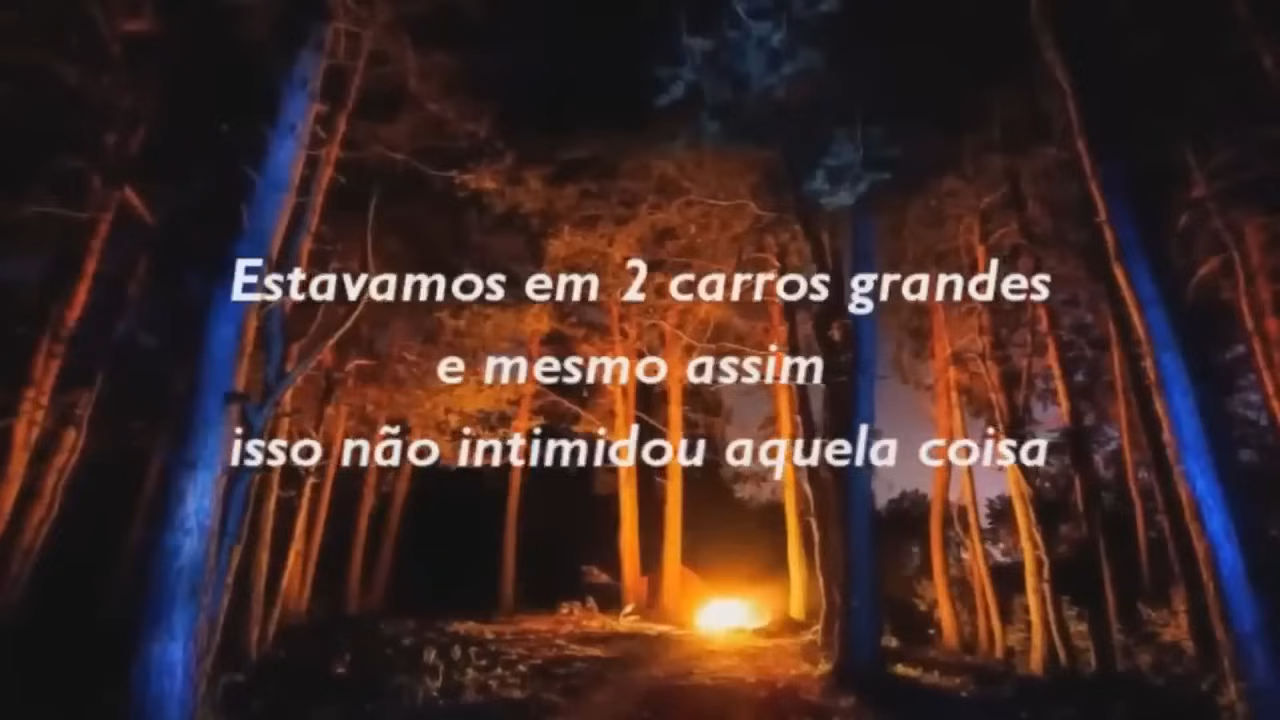 Estavamos em 2 carros grandes
e mesmo assim
isso não intimidou aquela coisa